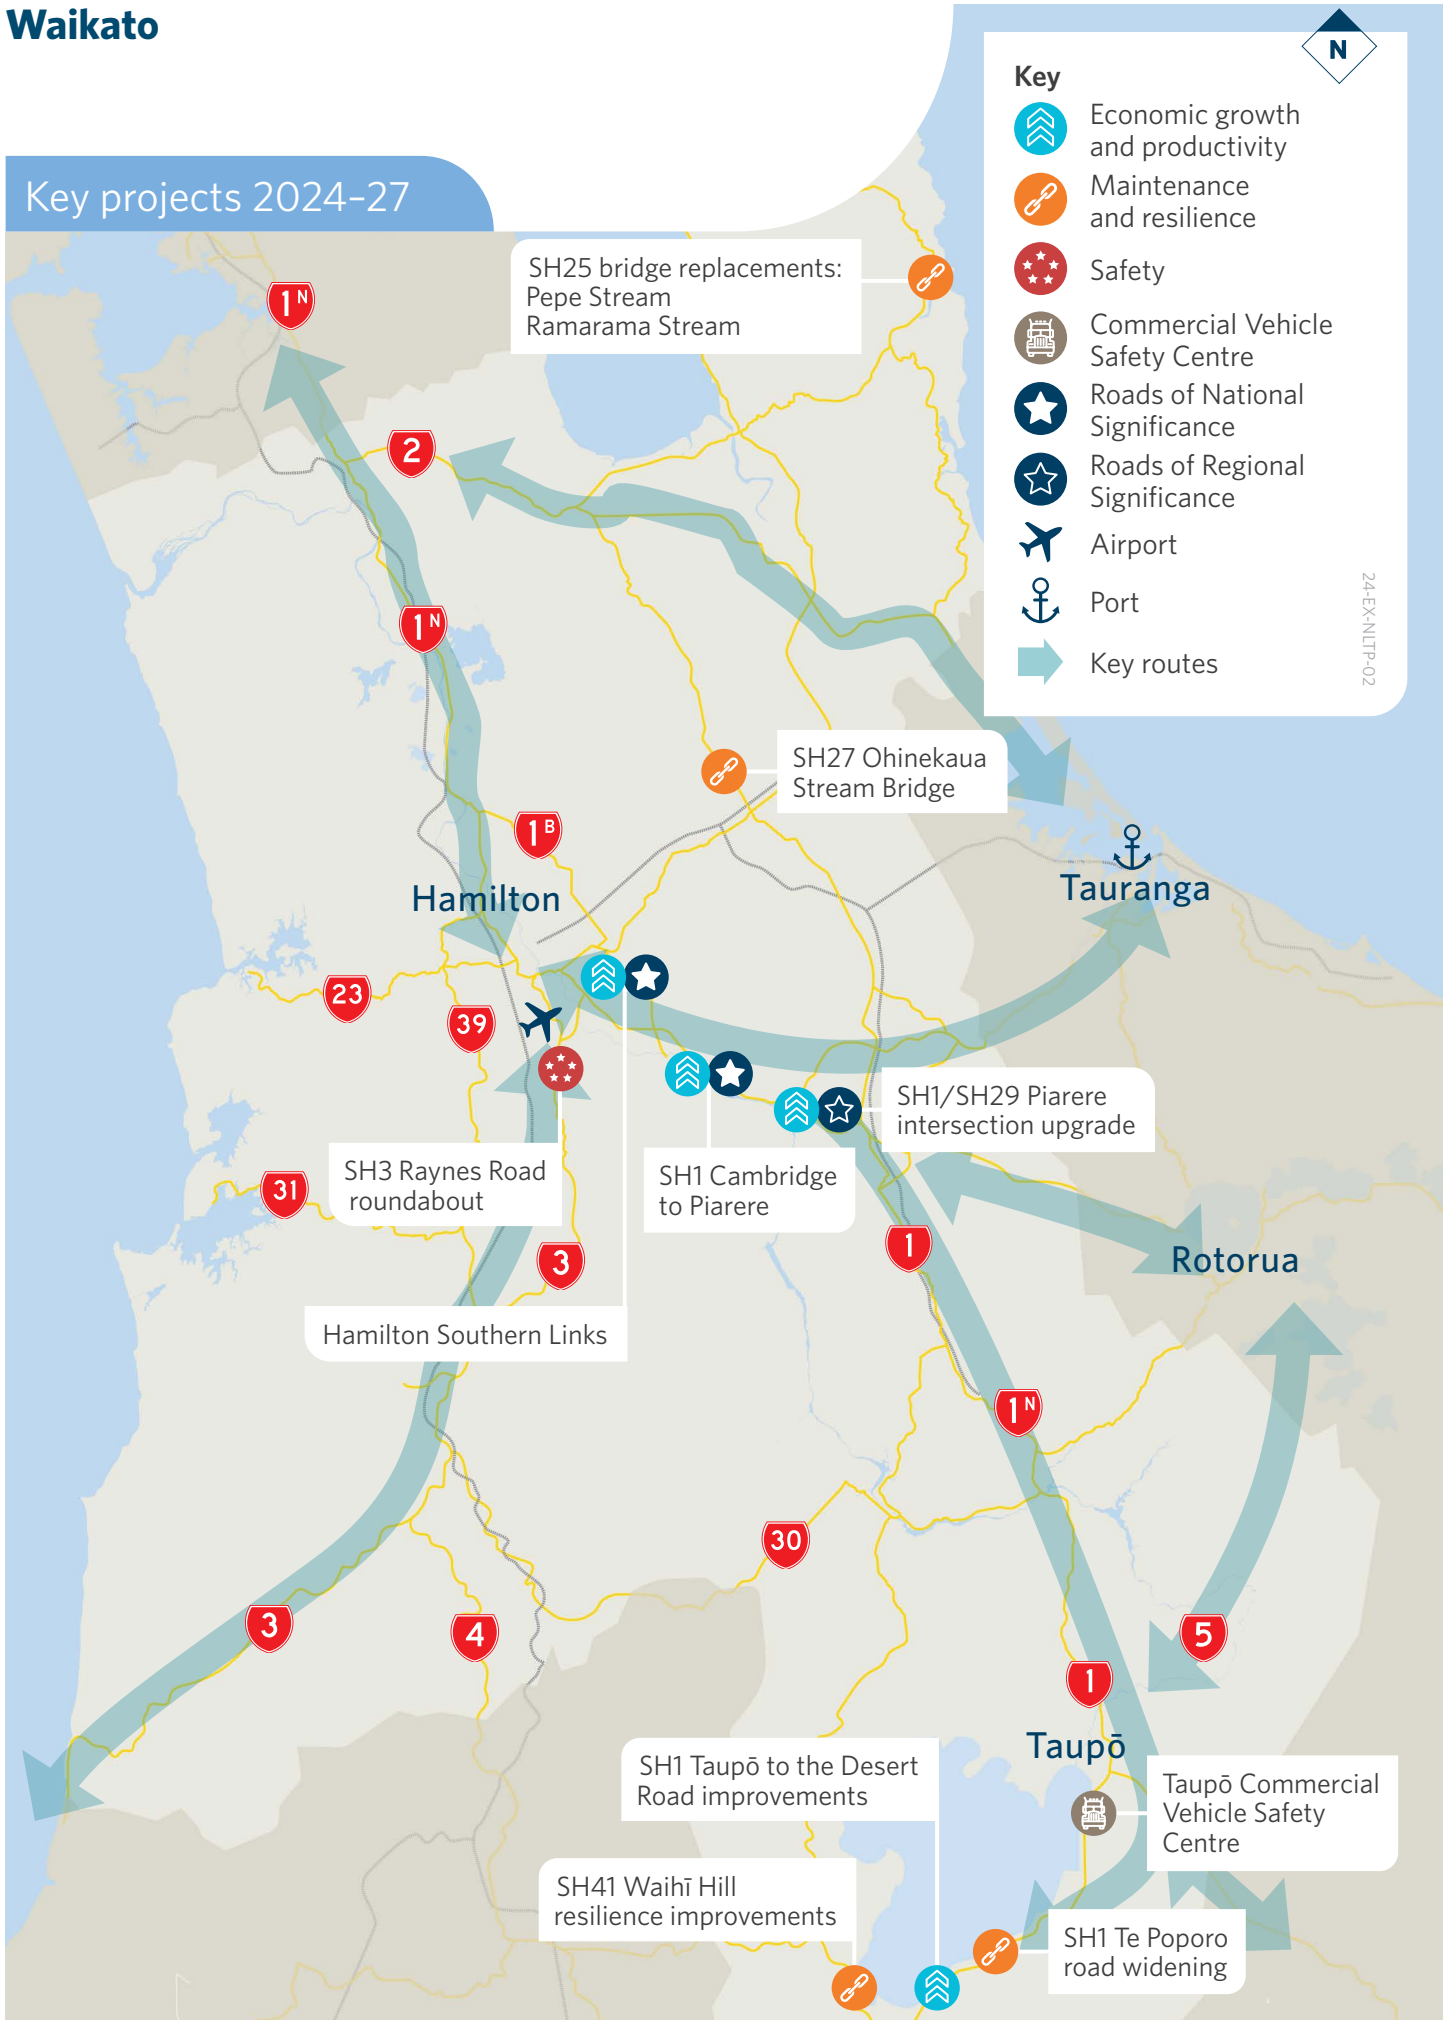 Waikato
Key projects 2024–27
N
Key
Economic growth
and productivity
Maintenance
and resilience
Safety
Commercial Vehicle
Safety Centre
Roads of National
Significance
Roads of Regional
Significance
Airport
Port
Key routes
24-EX-NLTP-02
SH25 bridge replacements:
Pepe Stream
Ramarama Stream
1N
2
1N
SH27 Ohinekaua
Stream Bridge
1B
Hamilton
Tauranga
23
39
SH1/SH29 Piarere
intersection upgrade
SH3 Raynes Road
roundabout
SH1 Cambridge
to Piarere
31
1
3
Rotorua
Hamilton Southern Links
1N
30
3
4
5
1
Taupō
SH1 Taupō to the Desert
Road improvements
Taupō Commercial
Vehicle Safety
Centre
SH41 Waihī Hill
resilience improvements
SH1 Te Poporo
road widening